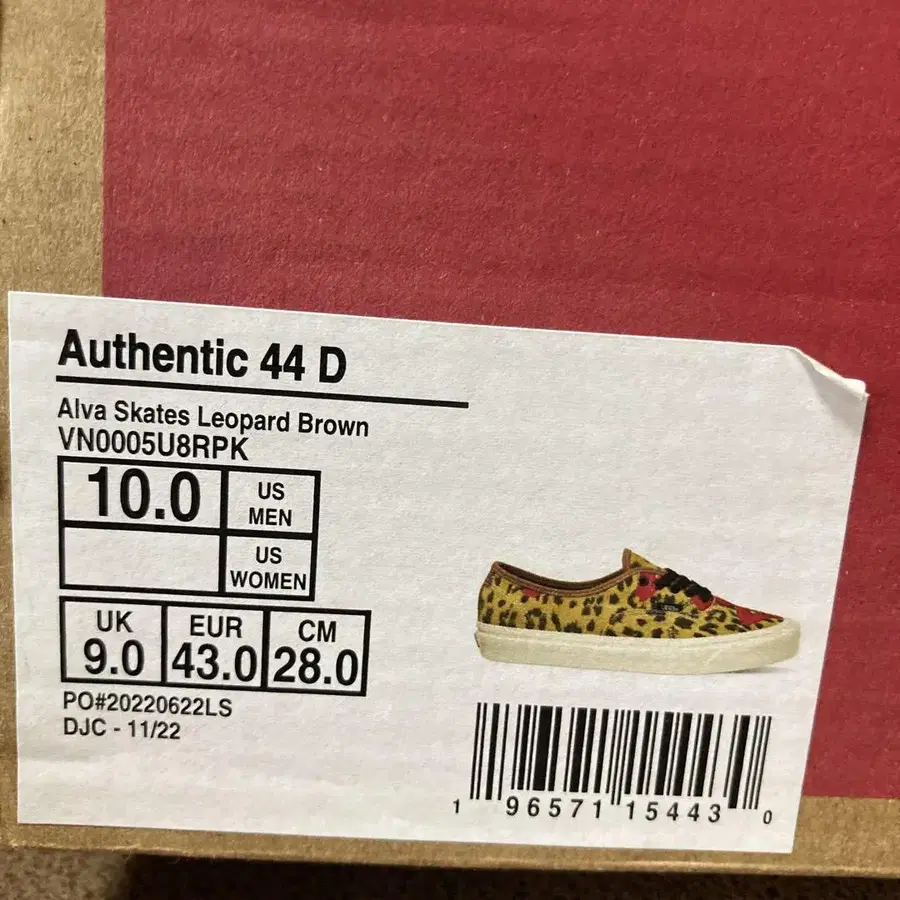 Authentic 44 D
Alva Skates Leopard Brown
VN0005U8RPK
10.0 US MEN
US WOMEN
UK EUR CM
9.0 43.0 28.0
PO#20220622LS
DJC - 11/22
1 96571 15443 0